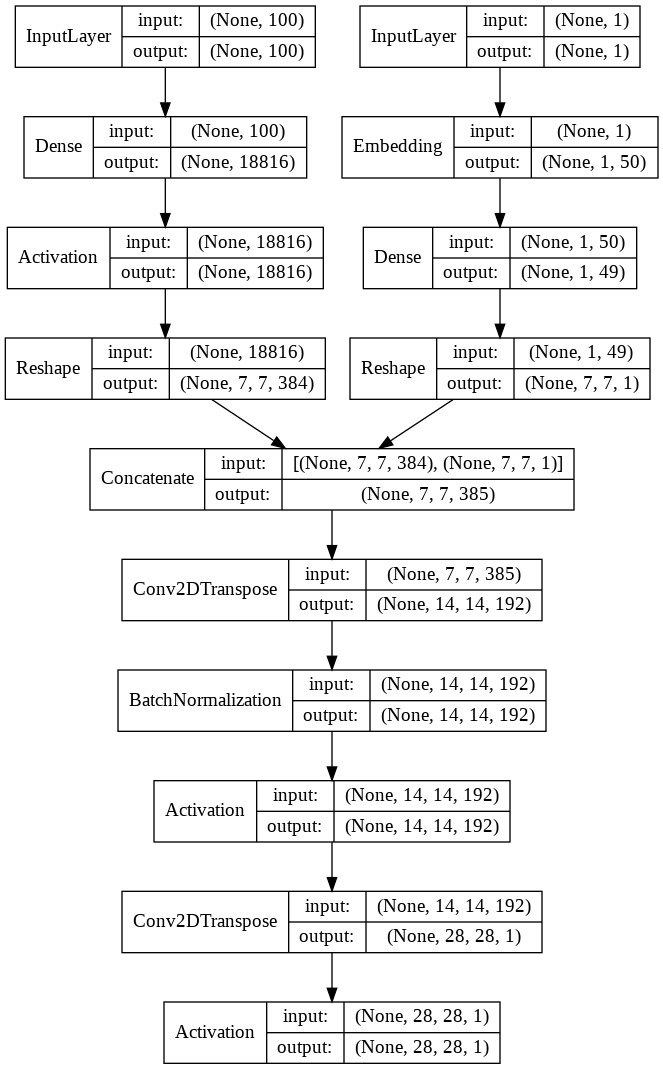 InputLayer input: (None, 100)
output: (None, 100)
InputLayer input: (None, 1)
output: (None, 1)
Dense input: (None, 100)
output: (None, 18816)
Embedding input: (None, 1)
output: (None, 1, 50)
Activation input: (None, 18816)
output: (None, 18816)
Dense input: (None, 1, 50)
output: (None, 1, 49)
Reshape input: (None, 18816)
output: (None, 7, 7, 384)
Reshape input: (None, 1, 49)
output: (None, 7, 7, 1)
Concatenate input: [(None, 7, 7, 384), (None, 7, 7, 1)]
output: (None, 7, 7, 385)
Conv2DTranspose input: (None, 7, 7, 385)
output: (None, 14, 14, 192)
BatchNormalization input: (None, 14, 14, 192)
output: (None, 14, 14, 192)
Activation input: (None, 14, 14, 192)
output: (None, 14, 14, 192)
Conv2DTranspose input: (None, 14, 14, 192)
output: (None, 28, 28, 1)
Activation input: (None, 28, 28, 1)
output: (None, 28, 28, 1)